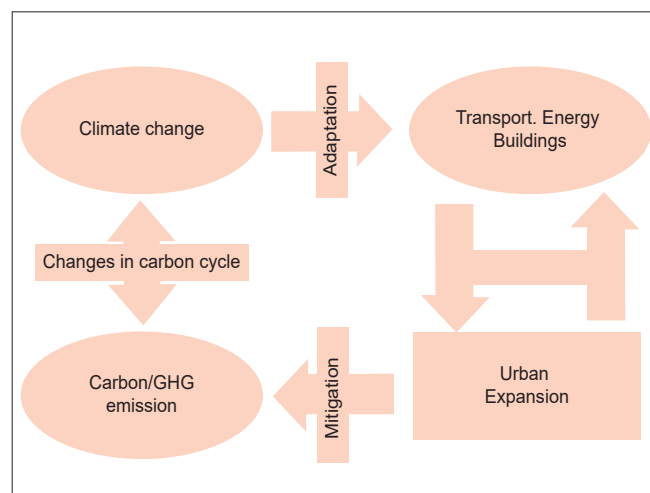 Climate change
Adaptation
Transport. Energy
Buildings
Changes in carbon cycle
Carbon/GHG
emission
Mitigation
Urban
Expansion